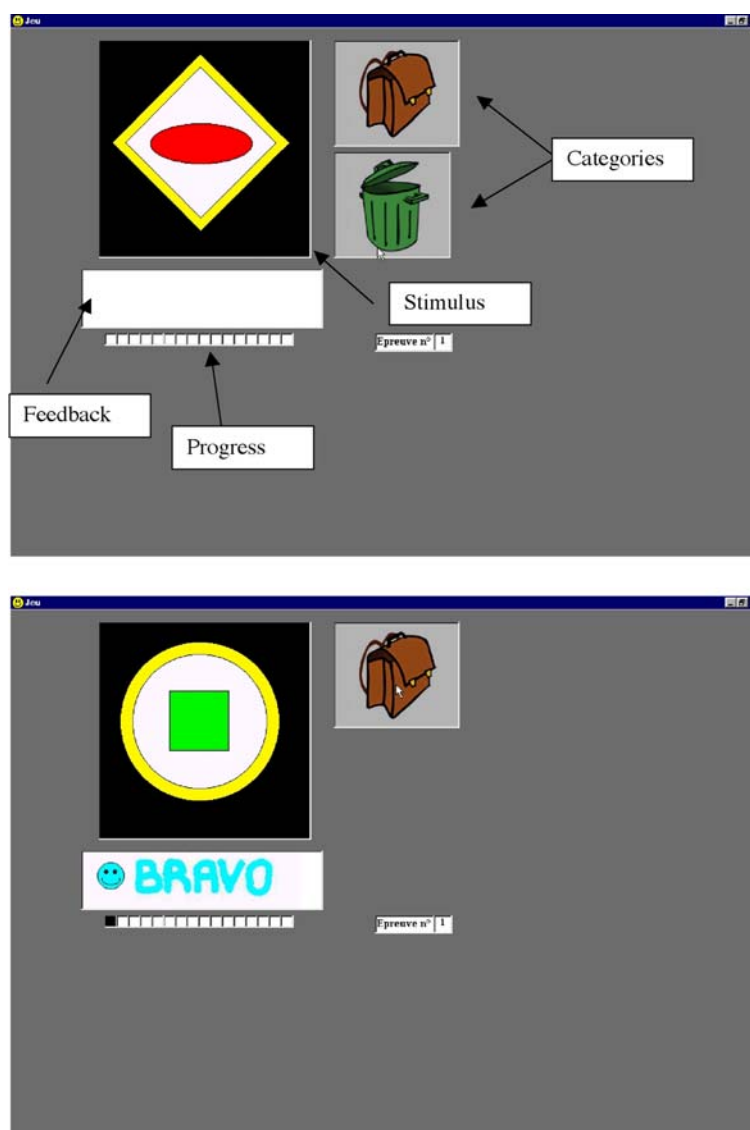 Jeu
Categories
Stimulus
Epreuve n° 1
Feedback
Progress
Jeu
BRAVO
Epreuve n° 1